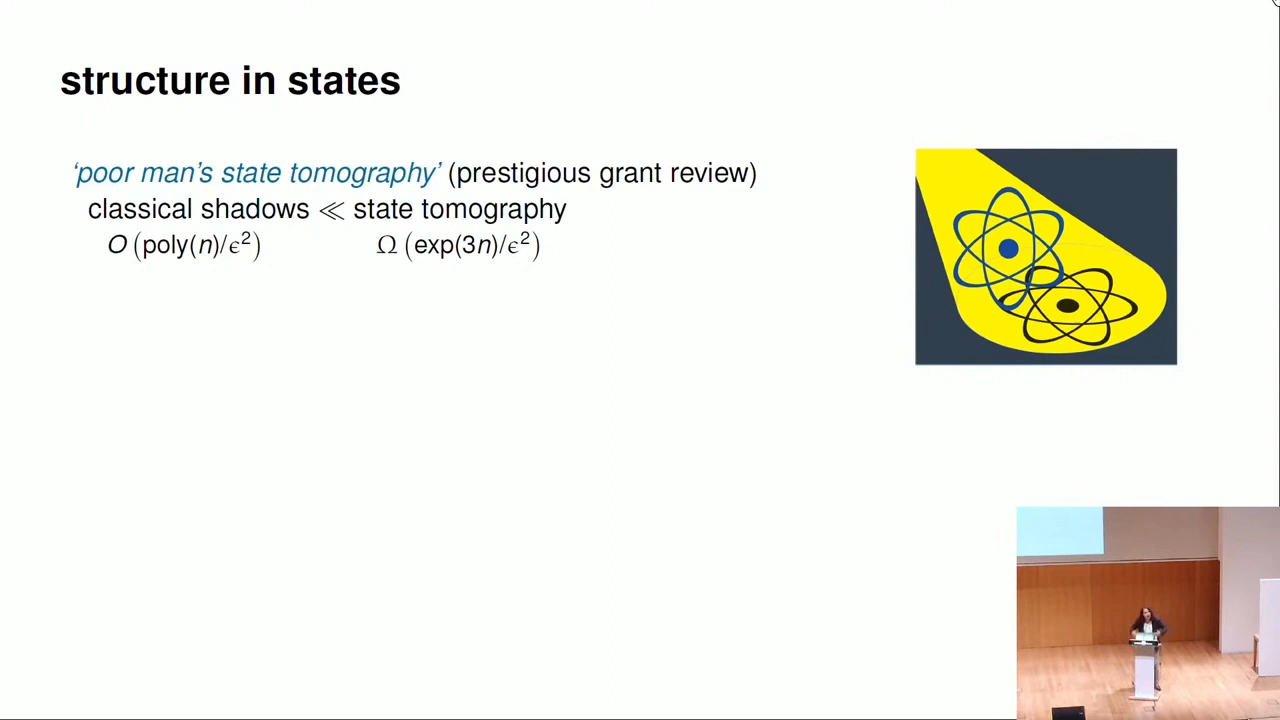 structure in states
‘poor man’s state tomography’ (prestigious grant review)
classical shadows ≪ state tomography
O (poly(n)/ϵ²) Ω (exp(3n)/ϵ²)